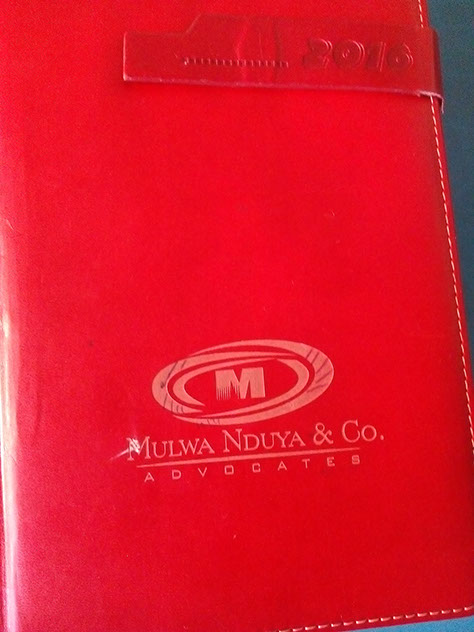 2016
M
MULWA NDUYA & CO.
ADVOCATES